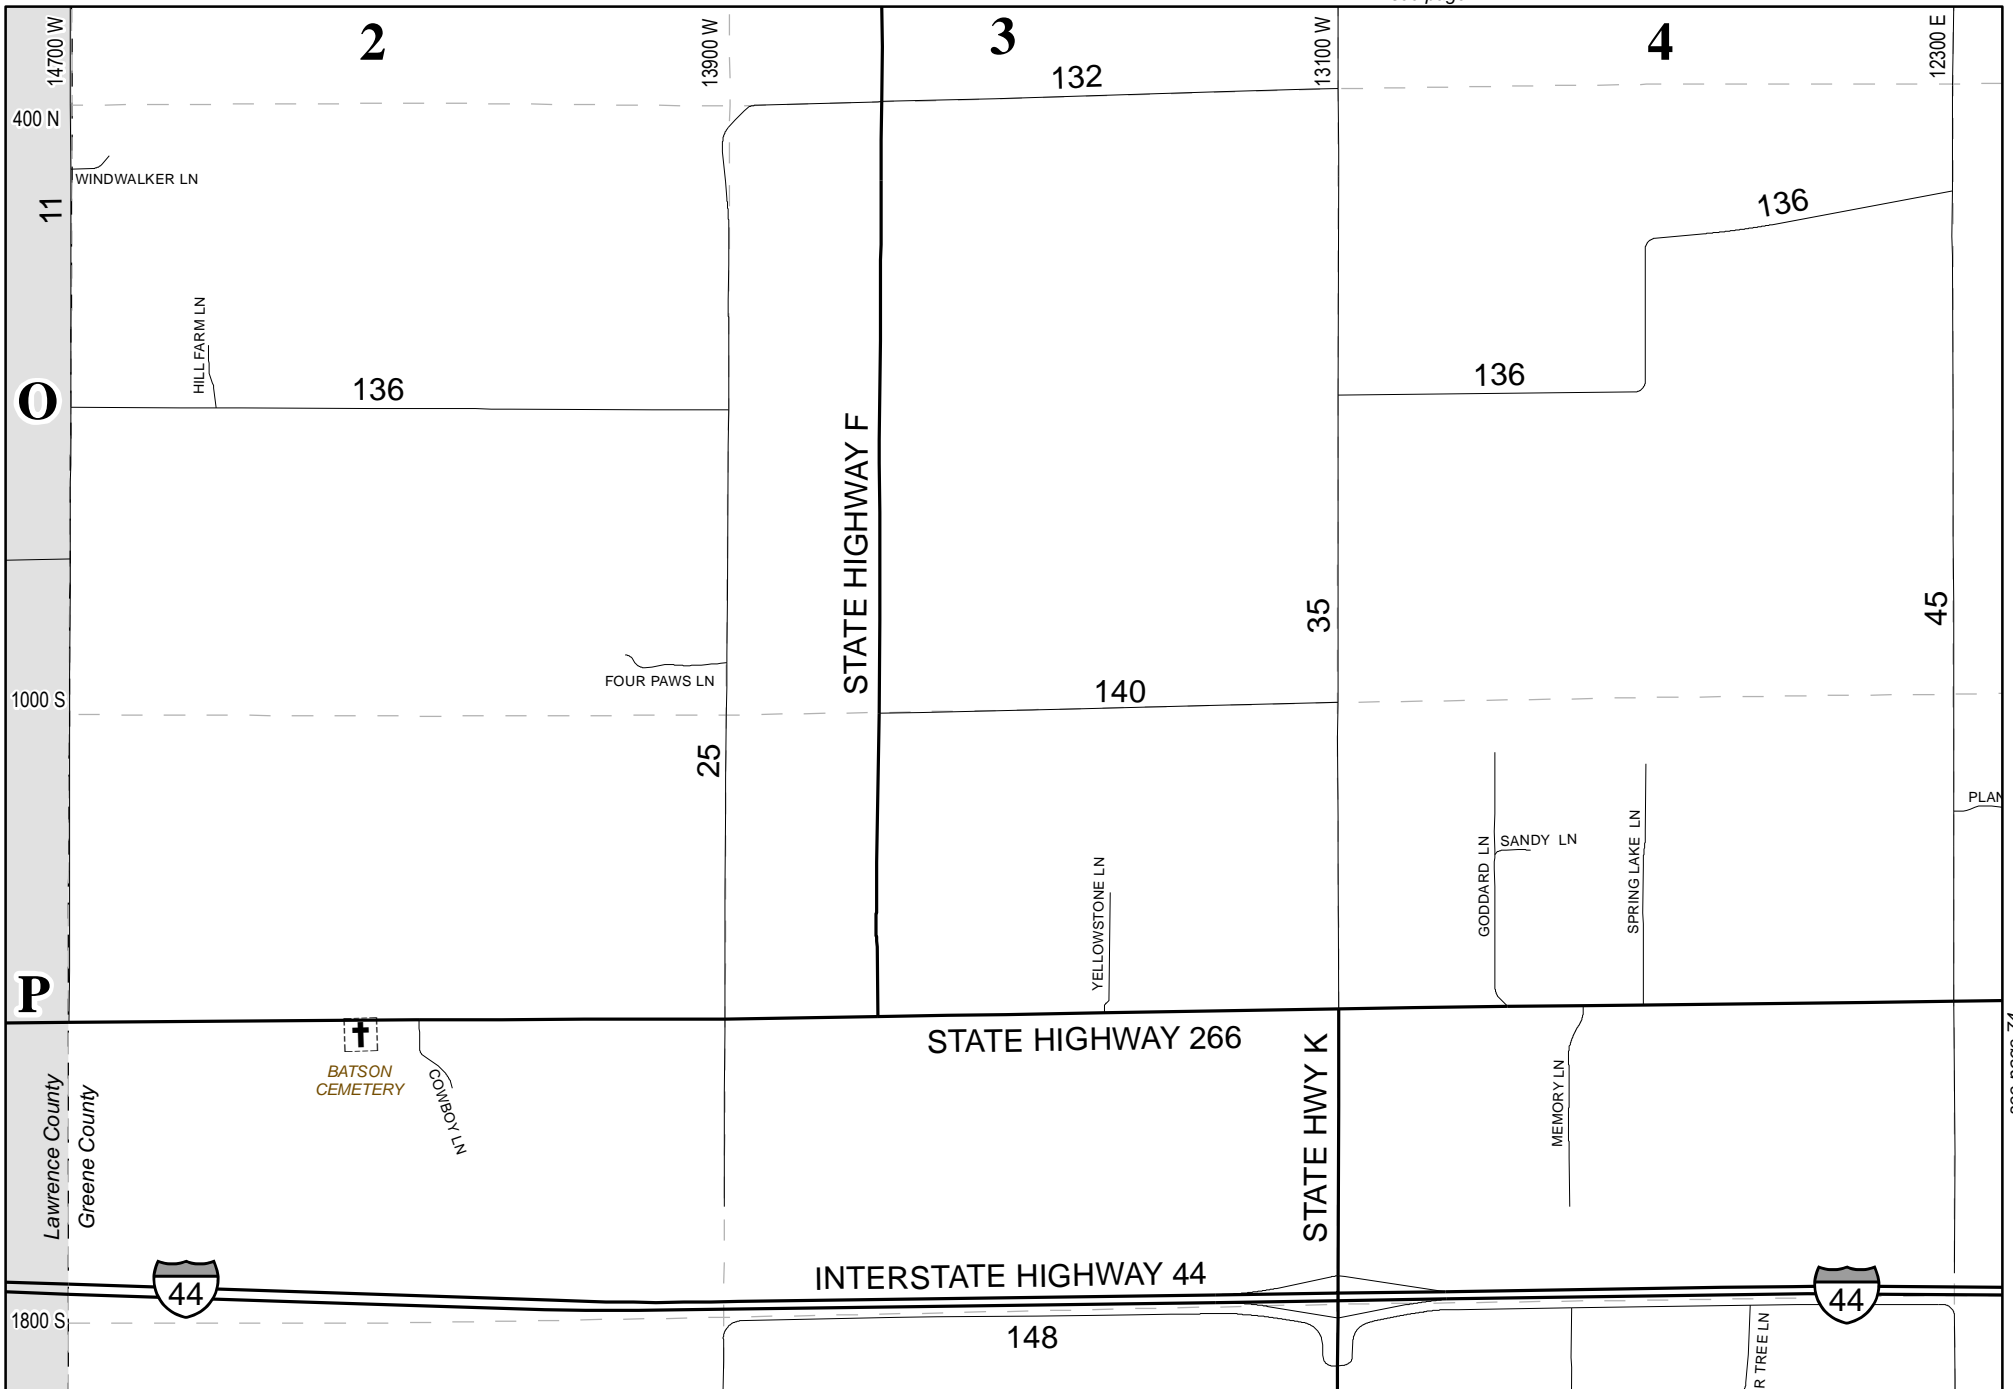 2
3
4
14700 W
13900 W
13100 W
12300 E
132
400 N
WINDWALKER LN
11
136
HILL FARM LN
136
136
O
STATE HIGHWAY F
35
45
FOUR PAWS LN
1000 S
140
25
PLAN
SANDY LN
GODDARD LN
SPRING LAKE LN
YELLOWSTONE LN
P
STATE HIGHWAY 266
BATSON
CEMETERY
COWBOY LN
STATE HWY K
MEMORY LN
Lawrence County
Greene County
INTERSTATE HIGHWAY 44
44
44
1800 S
148
R TREE LN